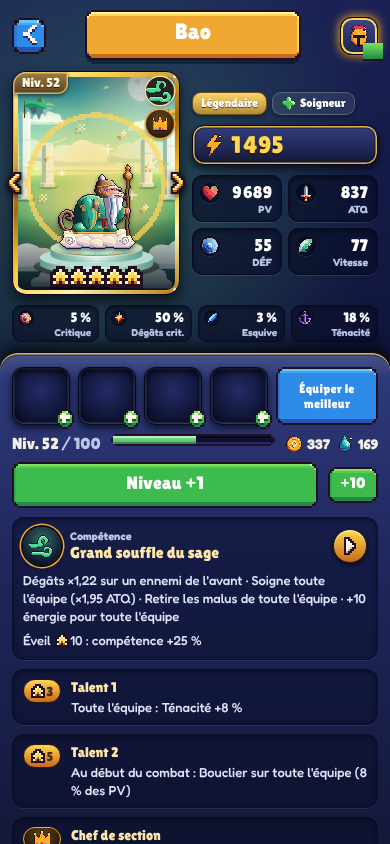 Bao
Niv. 52
Légendaire
Soigneur
1495
9689
PV
837
ATQ
55
DÉF
77
Vitesse
5 %
Critique
50 %
Dégâts crit.
3 %
Esquive
18 %
Ténacité
Équiper le
meilleur
Niv. 52 / 100
337
169
Niveau +1
+10
Compétence
Grand souffle du sage
Dégâts ×1,22 sur un ennemi de l'avant · Soigne toute
l'équipe (×1,95 ATQ) · Retire les malus de toute l'équipe · +10
énergie pour toute l'équipe
Éveil 10 : compétence +25 %
3
Talent 1
Toute l'équipe : Ténacité +8 %
5
Talent 2
Au début du combat : Bouclier sur toute l'équipe (8
% des PV)
Chef de section